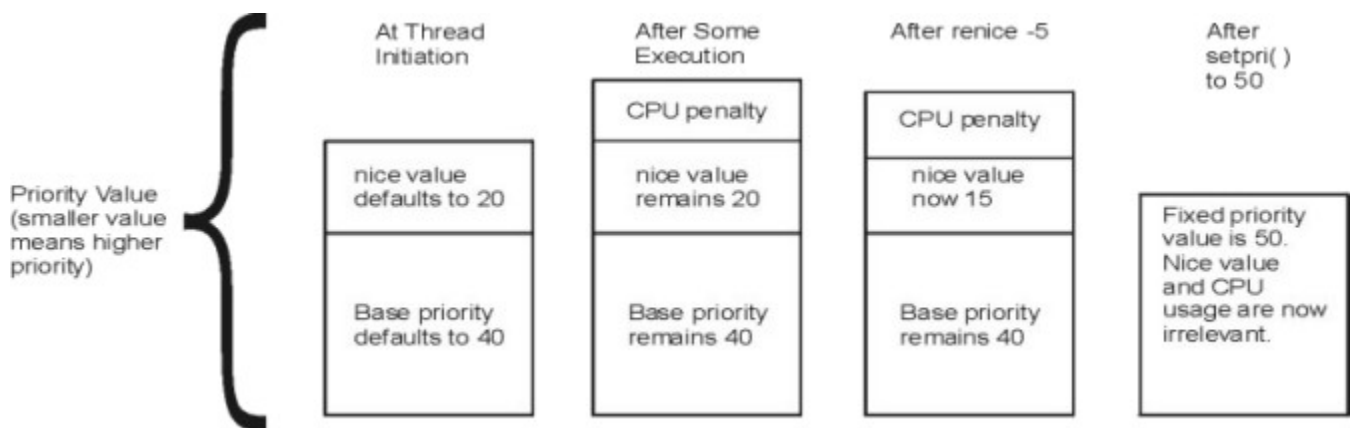 At Thread
Initiation
After Some
Execution
After renice -5
After
setpri( )
to 50
Priority Value
(smaller value
means higher
priority)
nice value
defaults to 20
Base priority
defaults to 40
CPU penalty
nice value
remains 20
Base priority
remains 40
CPU penalty
nice value
now 15
Base priority
remains 40
Fixed priority
value is 50.
Nice value
and CPU
usage are now
irrelevant.